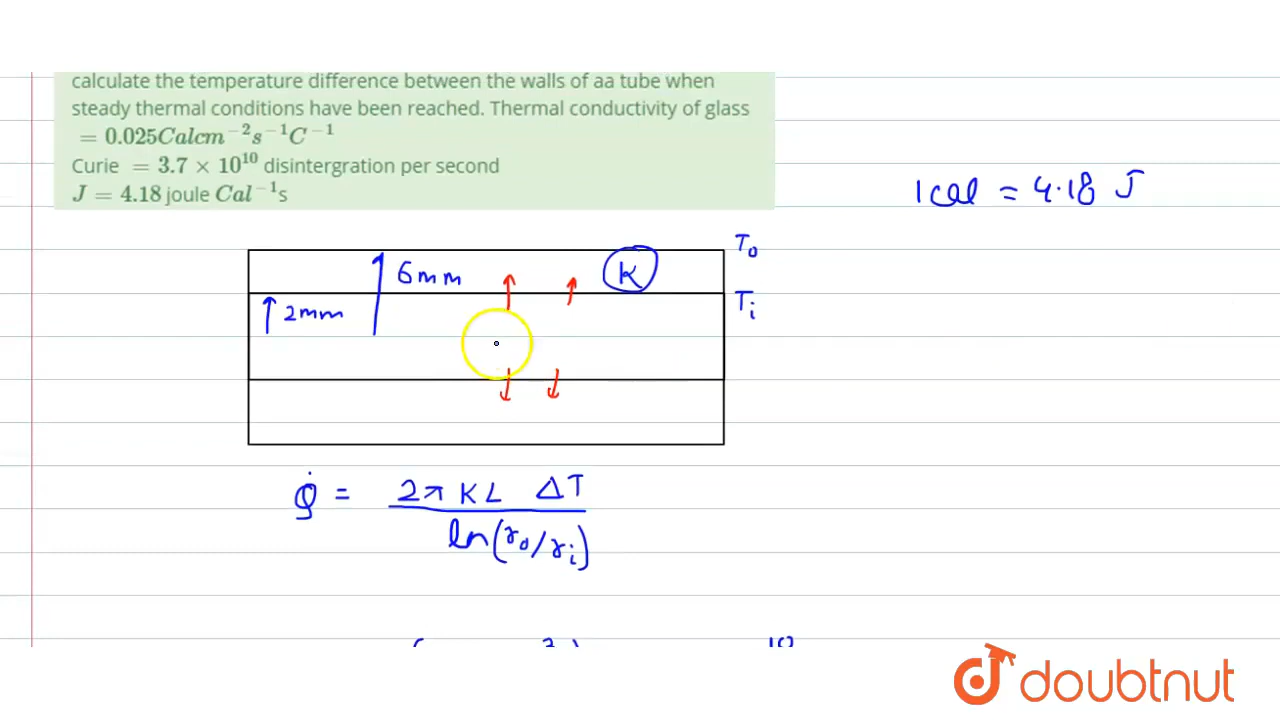 calculate the temperature difference between the walls of aa tube when
steady thermal conditions have been reached. Thermal conductivity of glass
= 0.025Calcm⁻²s⁻¹C⁻¹
Curie = 3.7 × 10¹⁰ disintergration per second
J = 4.18 joule Cal⁻¹s
1 cal = 4.18 J
T₀
6mm
K
2mm
Tᵢ
Q̇ = 2π K L ΔT / ln(r₀/rᵢ)
doubtnut